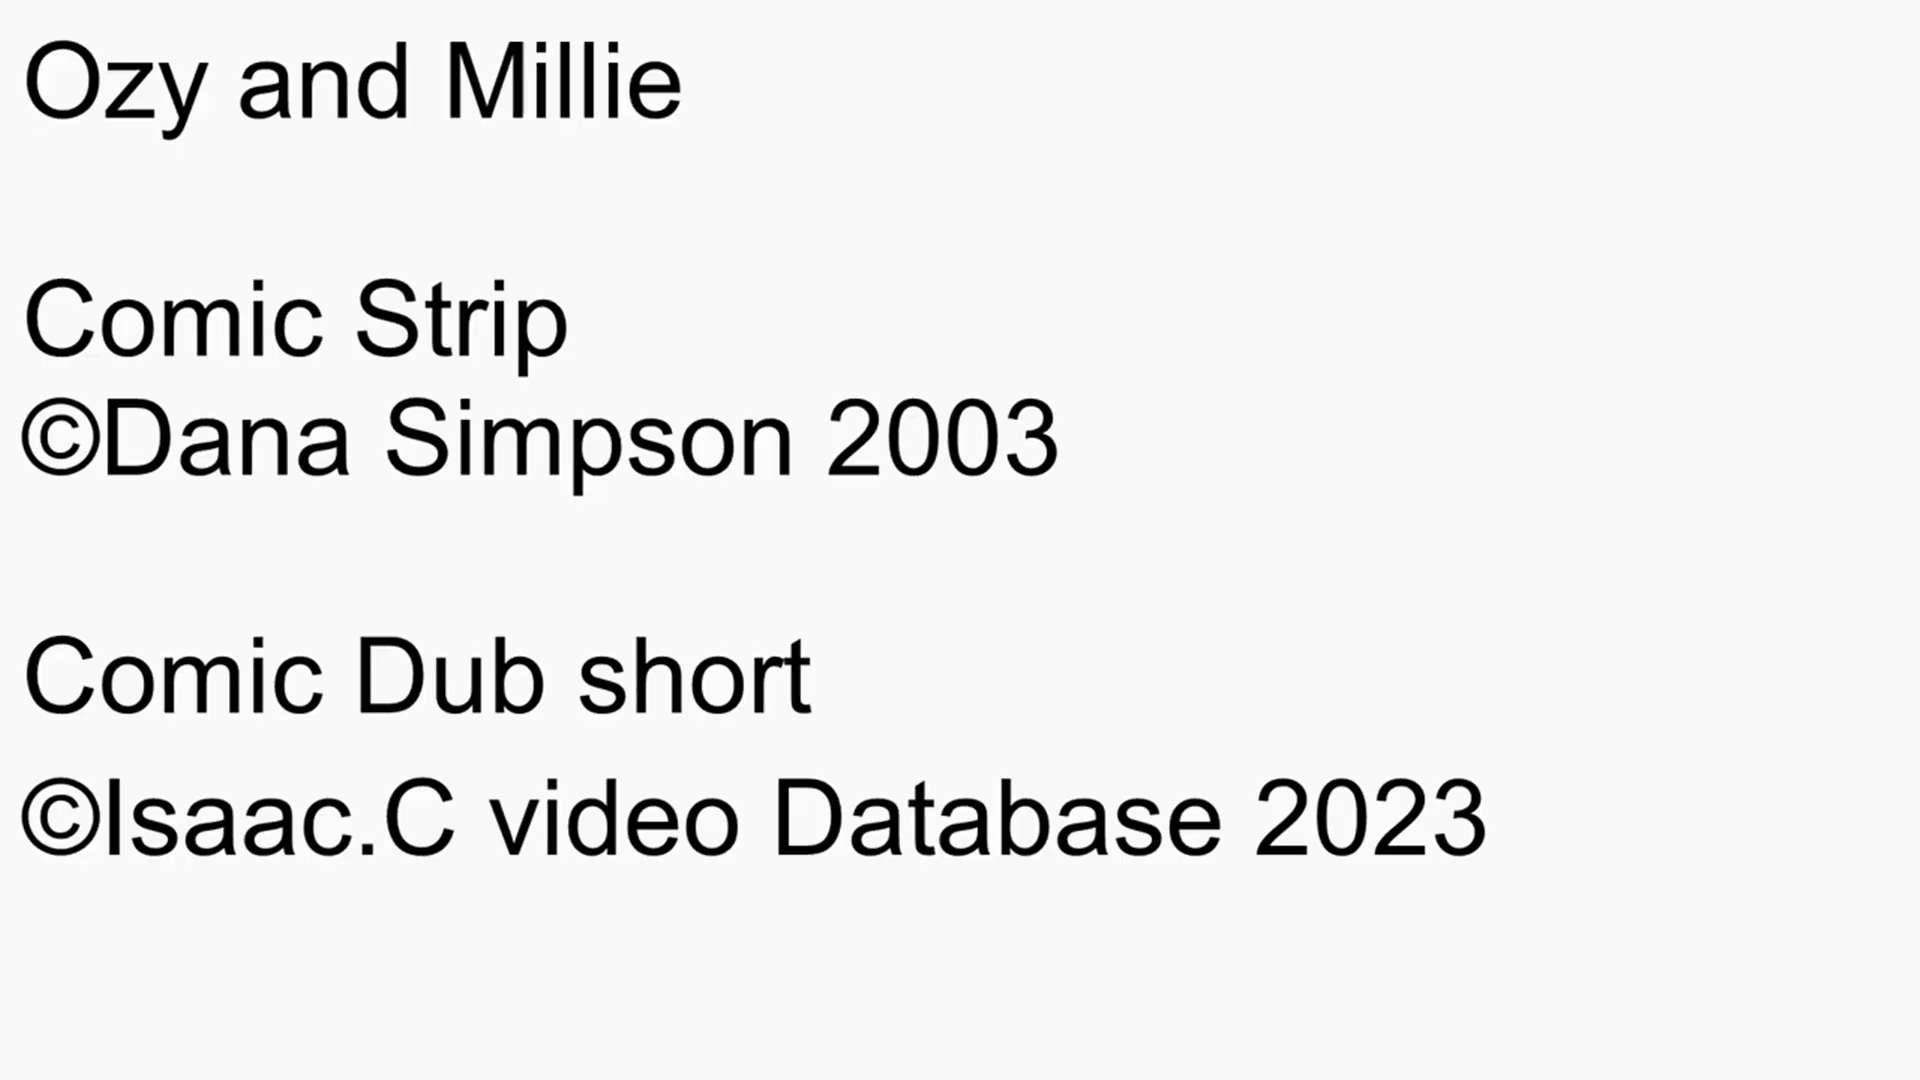 Ozy and Millie
Comic Strip
©Dana Simpson 2003
Comic Dub short
©Isaac.C video Database 2023